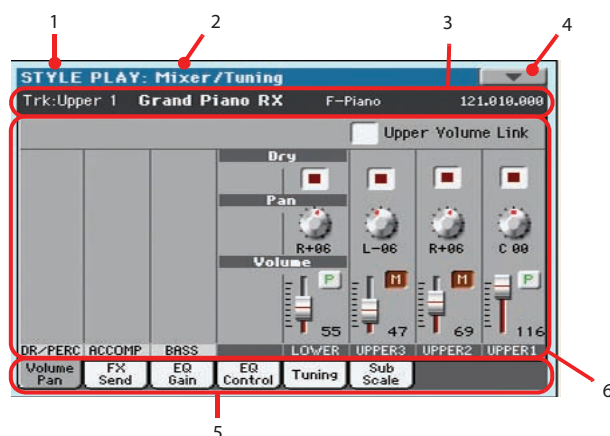 1 2 3 4
STYLE PLAY: Mixer/Tuning
Trk:Upper 1 Grand Piano RX F-Piano 121.010.000
Upper Volume Link
Dry
Pan
R+06 L-06 R+06 C 00
Volume
P M M P
55 47 69 116
DR/PERC ACCOMP BASS LOWER UPPER3 UPPER2 UPPER1
Volume Pan FX Send EQ Gain EQ Control Tuning Sub Scale
5 6